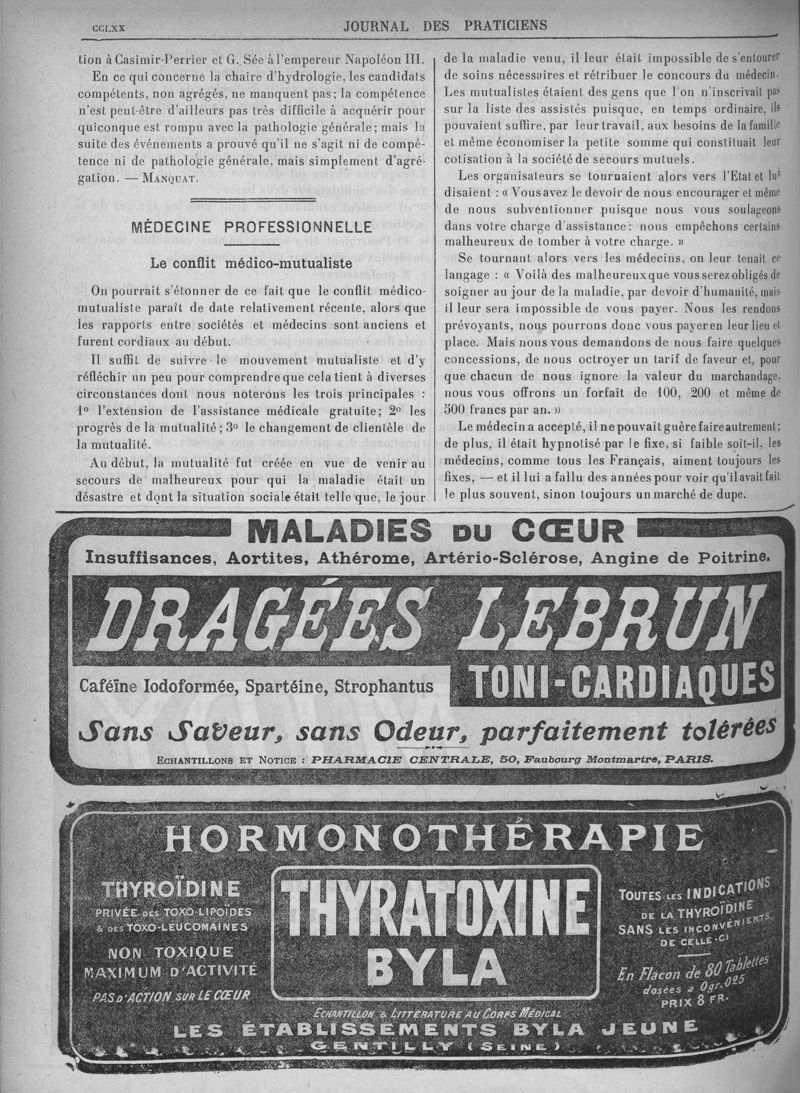 CCLXX
JOURNAL DES PRATICIENS
tion à Casimir-Perrier et G. Sée à l'empereur Napoléon III.
En ce qui concerne la chaire d'hydrologie, les candidats
compétents, non agrégés, ne manquent pas; la compétence
n'est peut-être d'ailleurs pas très difficile à acquérir pour
quiconque est rompu avec la pathologie générale; mais la
suite des événements a prouvé qu'il ne s'agit ni de compé-
tence ni de pathologie générale, mais simplement d'agré-
gation. — MANQUAT.
MÉDECINE PROFESSIONNELLE
Le conflit médico-mutualiste
On pourrait s'étonner de ce fait que le conflit médico-
mutualiste paraît de date relativement récente, alors que
les rapports entre sociétés et médecins sont anciens et
furent cordiaux au début.
Il suffit de suivre le mouvement mutualiste et d'y
réfléchir un peu pour comprendre que cela tient à diverses
circonstances dont nous noterons les trois principales :
1º l'extension de l'assistance médicale gratuite; 2º les
progrès de la mutualité; 3º le changement de clientèle de
la mutualité.
Au début, la mutualité fut créée en vue de venir au
secours de malheureux pour qui la maladie était un
désastre et dont la situation sociale était telle que, le jour
de la maladie venu, il leur était impossible de s'entourer
de soins nécessaires et rétribuer le concours du médecin.
Les mutualistes étaient des gens que l'on n'inscrivait pas
sur la liste des assistés puisque, en temps ordinaire, ils
pouvaient suffire, par leur travail, aux besoins de la famille
et même économiser la petite somme qui constituait leur
cotisation à la société de secours mutuels.
Les organisateurs se tournaient alors vers l'Etat et lui
disaient : « Vous avez le devoir de nous encourager et même
de nous subventionner puisque nous vous soulageons
dans votre charge d'assistance: nous empêchons certains
malheureux de tomber à votre charge. »
Se tournant alors vers les médecins, on leur tenait ce
langage : « Voilà des malheureux que vous serez obligés de
soigner au jour de la maladie, par devoir d'humanité, mais
il leur sera impossible de vous payer. Nous les rendons
prévoyants, nous pourrons donc vous payer en leur lieu et
place. Mais nous vous demandons de nous faire quelques
concessions, de nous octroyer un tarif de faveur et, pour
que chacun de nous ignore la valeur du marchandage,
nous vous offrons un forfait de 100, 200 et même de
500 francs par an. »
Le médecin a accepté, il ne pouvait guère faire autrement;
de plus, il était hypnotisé par le fixe, si faible soit-il, les
médecins, comme tous les Français, aiment toujours les
fixes, — et il lui a fallu des années pour voir qu'il avait fait
le plus souvent, sinon toujours un marché de dupe.
MALADIES DU CŒUR
Insuffisances, Aortites, Athérome, Artério-Sclérose, Angine de Poitrine.
DRAGÉES LEBRUN
Caféïne Iodoformée, Spartéine, Strophantus
TONI-CARDIAQUES
Sans Saveur, sans Odeur, parfaitement tolérées
ECHANTILLONS ET NOTICE : PHARMACIE CENTRALE, 50, Faubourg Montmartre, PARIS.
HORMONOTHÉRAPIE
THYROÏDINE
PRIVÉE DES TOXO-LIPOÏDES
& DES TOXO-LEUCOMAINES
NON TOXIQUE
MAXIMUM D'ACTIVITÉ
PAS D'ACTION SUR LE CŒUR
THYRATOXINE
BYLA
TOUTES LES INDICATIONS
DE LA THYROÏDINE
SANS LES INCONVÉNIENTS
DE CELLE-CI
En Flacon de 80 Tablettes
dosées à 0gr.025
PRIX 8 FR.
ECHANTILLON & LITTÉRATURE AU CORPS MÉDICAL
LES ÉTABLISSEMENTS BYLA JEUNE
GENTILLY (SEINE)